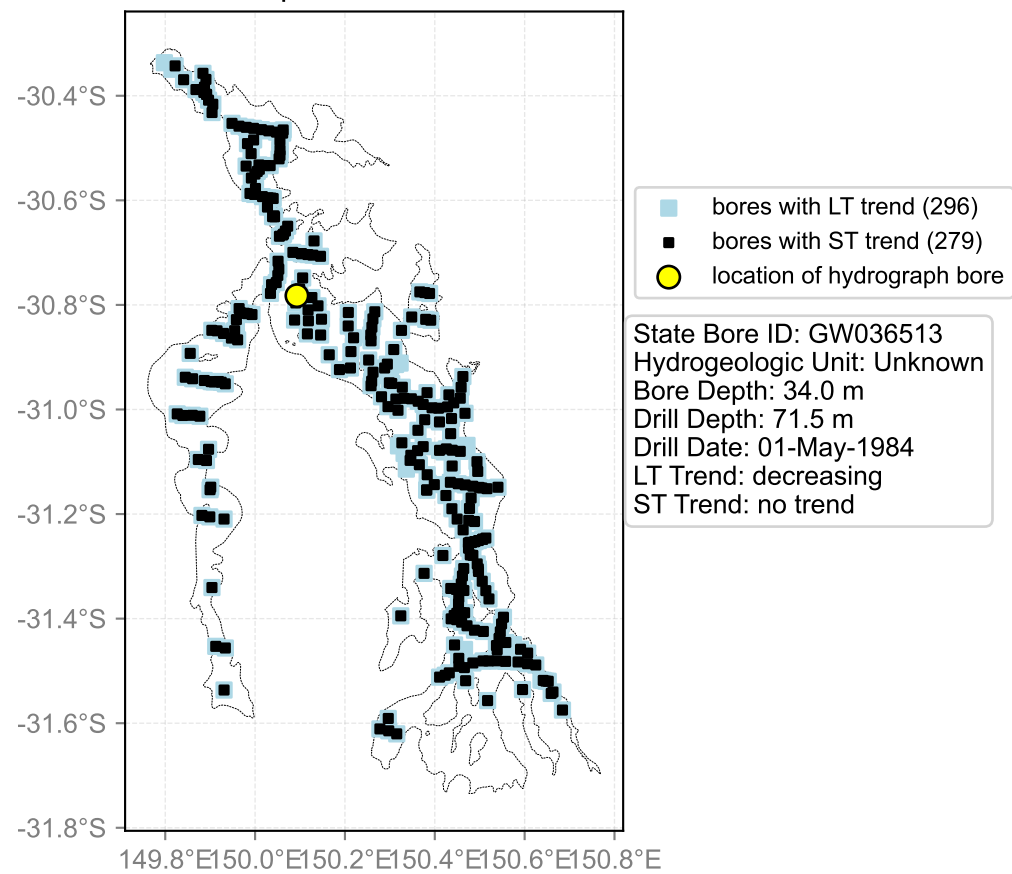 -30.4°S
-30.6°S
-30.8°S
-31.0°S
-31.2°S
-31.4°S
-31.6°S
-31.8°S
149.8°E150.0°E150.2°E150.4°E150.6°E150.8°E
bores with LT trend (296)
bores with ST trend (279)
location of hydrograph bore
State Bore ID: GW036513
Hydrogeologic Unit: Unknown
Bore Depth: 34.0 m
Drill Depth: 71.5 m
Drill Date: 01-May-1984
LT Trend: decreasing
ST Trend: no trend